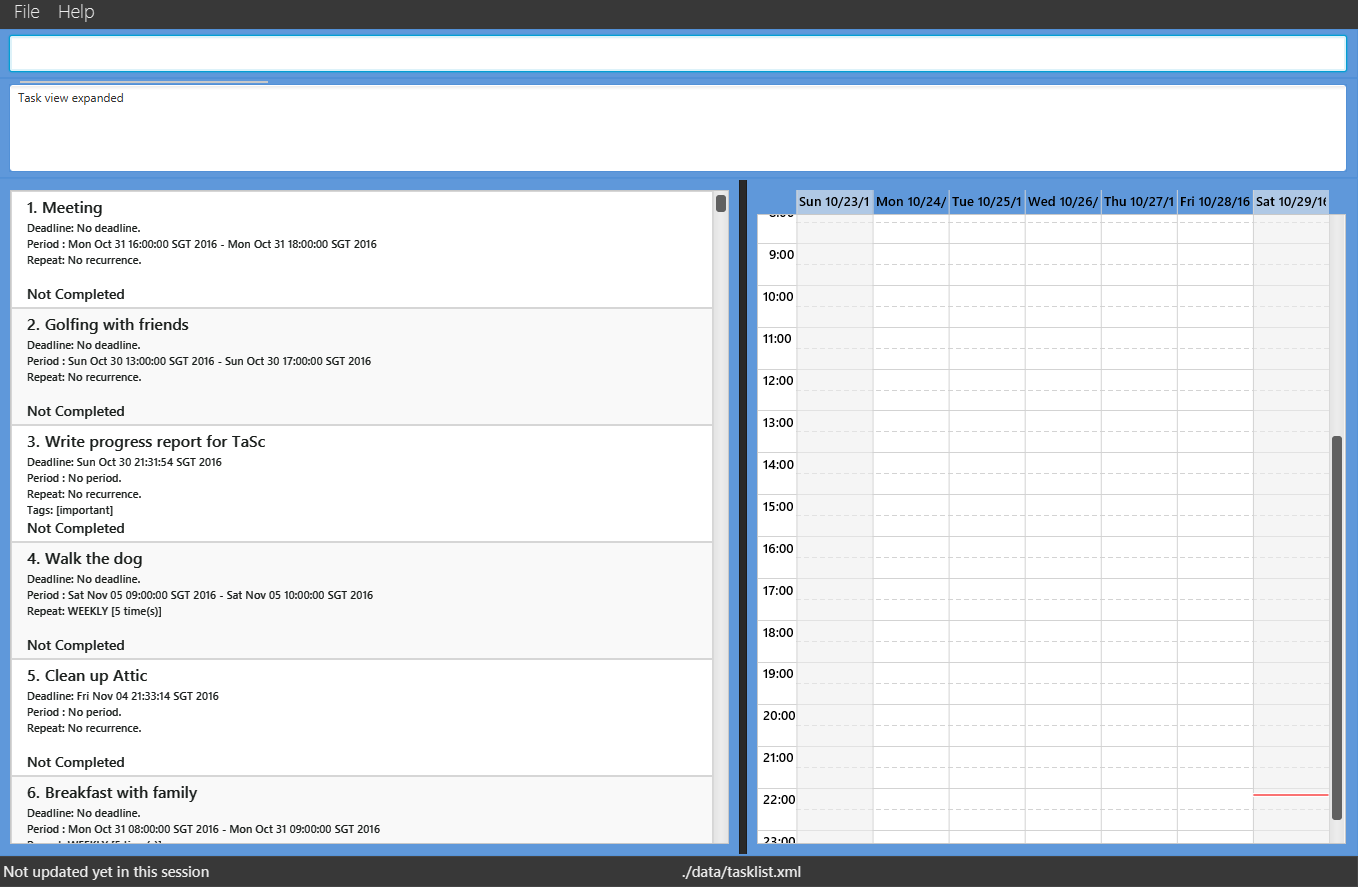 File Help
Task view expanded
1. Meeting
Deadline: No deadline.
Period : Mon Oct 31 16:00:00 SGT 2016 - Mon Oct 31 18:00:00 SGT 2016
Repeat: No recurrence.
Not Completed
2. Golfing with friends
Deadline: No deadline.
Period : Sun Oct 30 13:00:00 SGT 2016 - Sun Oct 30 17:00:00 SGT 2016
Repeat: No recurrence.
Not Completed
3. Write progress report for TaSc
Deadline: Sun Oct 30 21:31:54 SGT 2016
Period : No period.
Repeat: No recurrence.
Tags: [important]
Not Completed
4. Walk the dog
Deadline: No deadline.
Period : Sat Nov 05 09:00:00 SGT 2016 - Sat Nov 05 10:00:00 SGT 2016
Repeat: WEEKLY [5 time(s)]
Not Completed
5. Clean up Attic
Deadline: Fri Nov 04 21:33:14 SGT 2016
Period : No period.
Repeat: No recurrence.
Not Completed
6. Breakfast with family
Deadline: No deadline.
Period : Mon Oct 31 08:00:00 SGT 2016 - Mon Oct 31 09:00:00 SGT 2016
Repeat: WEEKLY [5 time(s)]
Sun 10/23/1 Mon 10/24/ Tue 10/25/1 Wed 10/26/ Thu 10/27/1 Fri 10/28/16 Sat 10/29/16
8:00
9:00
10:00
11:00
12:00
13:00
14:00
15:00
16:00
17:00
18:00
19:00
20:00
21:00
22:00
23:00
Not updated yet in this session ./data/tasklist.xml